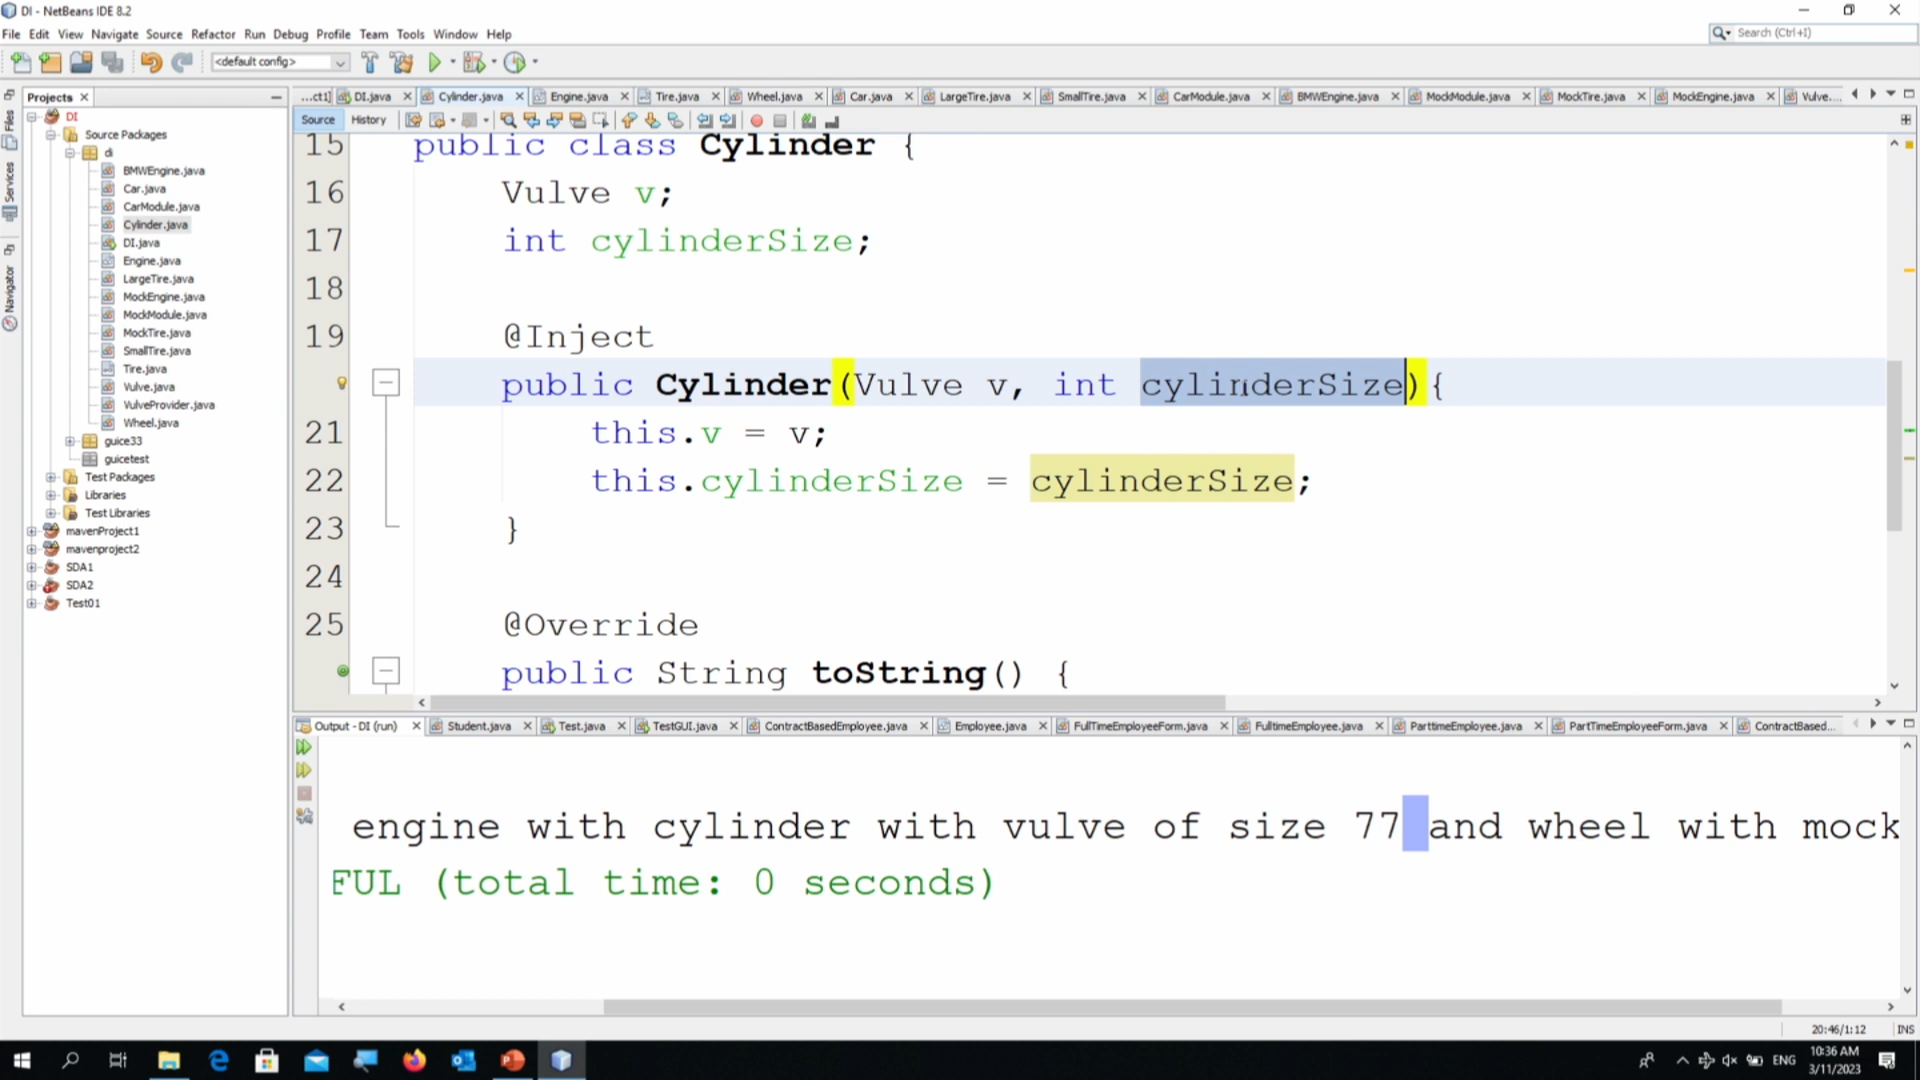 DI - NetBeans IDE 8.2
File Edit View Navigate Source Refactor Run Debug Profile Team Tools Window Help
Search (Ctrl+I)
<default config>
Projects
...ct1] DI.java Cylinder.java Engine.java Tire.java Wheel.java Car.java LargeTire.java SmallTire.java CarModule.java BMWEngine.java MockModule.java MockTire.java MockEngine.java Vulve....
Source History
Files
Services
Navigator
DI
Source Packages
di
BMWEngine.java
Car.java
CarModule.java
Cylinder.java
DI.java
Engine.java
LargeTire.java
MockEngine.java
MockModule.java
MockTire.java
SmallTire.java
Tire.java
Vulve.java
VulveProvider.java
Wheel.java
guice33
guicetest
Test Packages
Libraries
Test Libraries
mavenProject1
mavenproject2
SDA1
SDA2
Test01
15 public class Cylinder {
16 Vulve v;
17 int cylinderSize;
18
19 @Inject
public Cylinder(Vulve v, int cylinderSize){
21 this.v = v;
22 this.cylinderSize = cylinderSize;
23 }
24
25 @Override
public String toString() {
Output - DI (run) Student.java Test.java TestGUI.java ContractBasedEmployee.java Employee.java FullTimeEmployeeForm.java FulltimeEmployee.java ParttimeEmployee.java PartTimeEmployeeForm.java ContractBased...
engine with cylinder with vulve of size 77 and wheel with mock
FUL (total time: 0 seconds)
20:46/1:12 INS
ENG
10:36 AM
3/11/2023